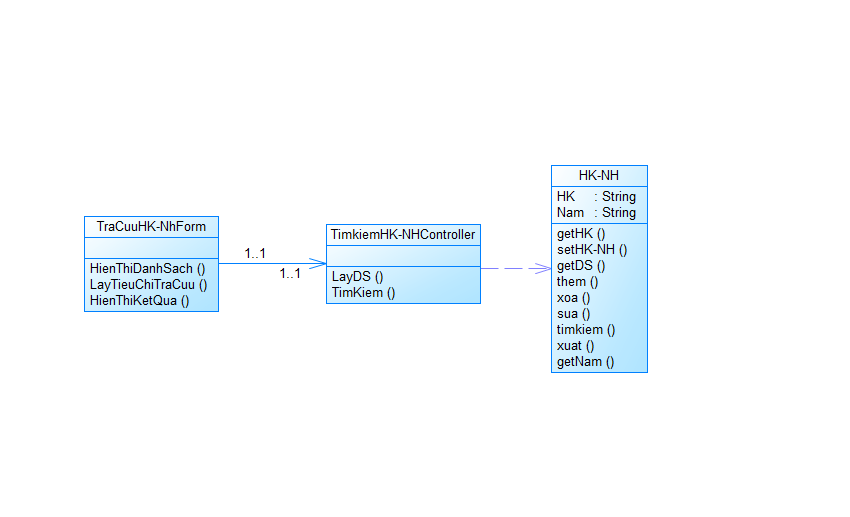 TraCuuHK-NhForm
HienThiDanhSach ()
LayTieuChiTraCuu ()
HienThiKetQua ()
1..1
1..1
TimkiemHK-NHController
LayDS ()
TimKiem ()
HK-NH
HK : String
Nam : String
getHK ()
setHK-NH ()
getDS ()
them ()
xoa ()
sua ()
timkiem ()
xuat ()
getNam ()